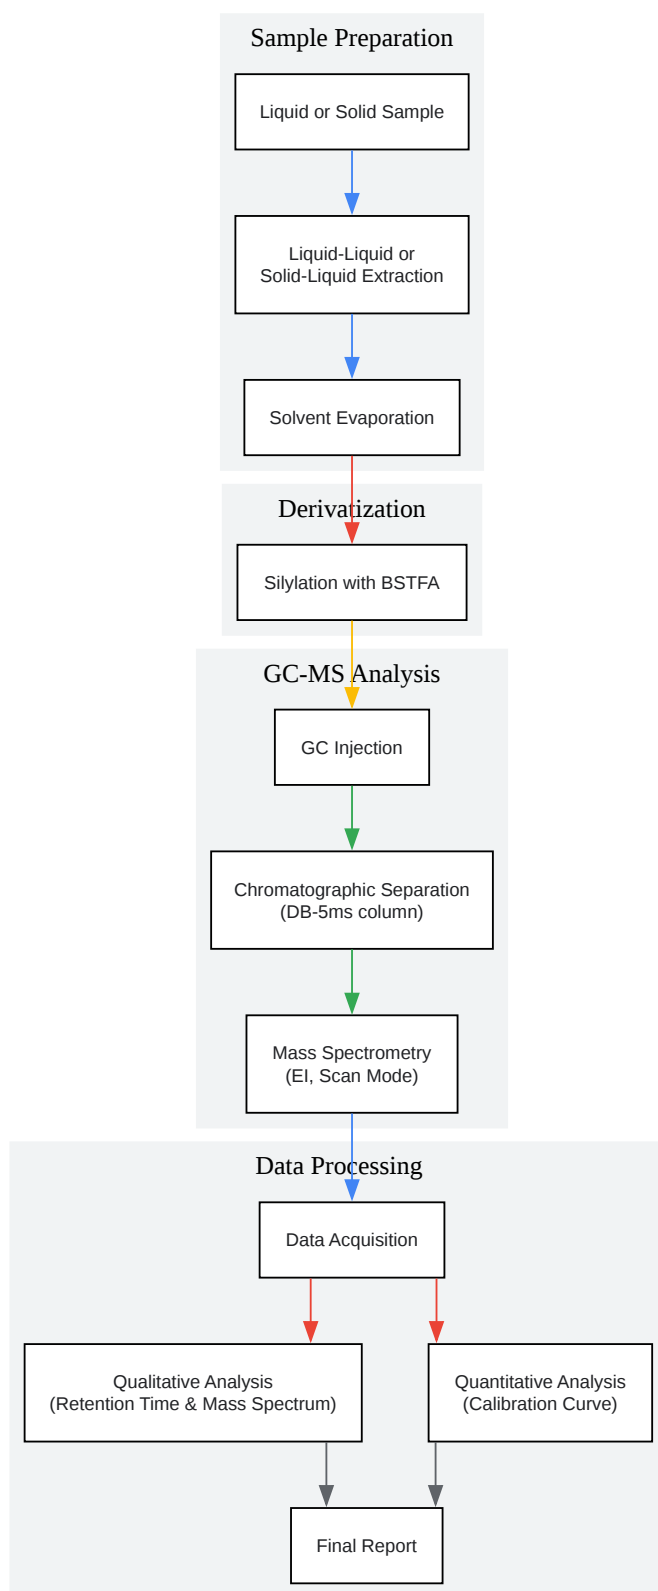 Sample Preparation
Liquid or Solid Sample
Liquid-Liquid or
Solid-Liquid Extraction
Solvent Evaporation
Derivatization
Silylation with BSTFA
GC-MS Analysis
GC Injection
Chromatographic Separation
(DB-5ms column)
Mass Spectrometry
(EI, Scan Mode)
Data Processing
Data Acquisition
Qualitative Analysis
(Retention Time & Mass Spectrum)
Quantitative Analysis
(Calibration Curve)
Final Report